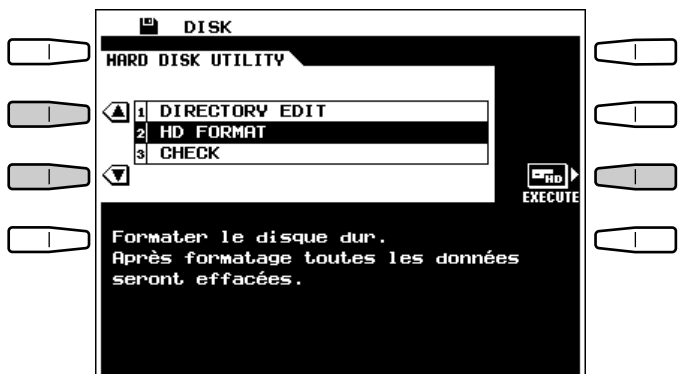 DISK
HARD DISK UTILITY
1 DIRECTORY EDIT
2 HD FORMAT
3 CHECK
HD
EXECUTE
Formater le disque dur.
Après formatage toutes les données
seront effacées.